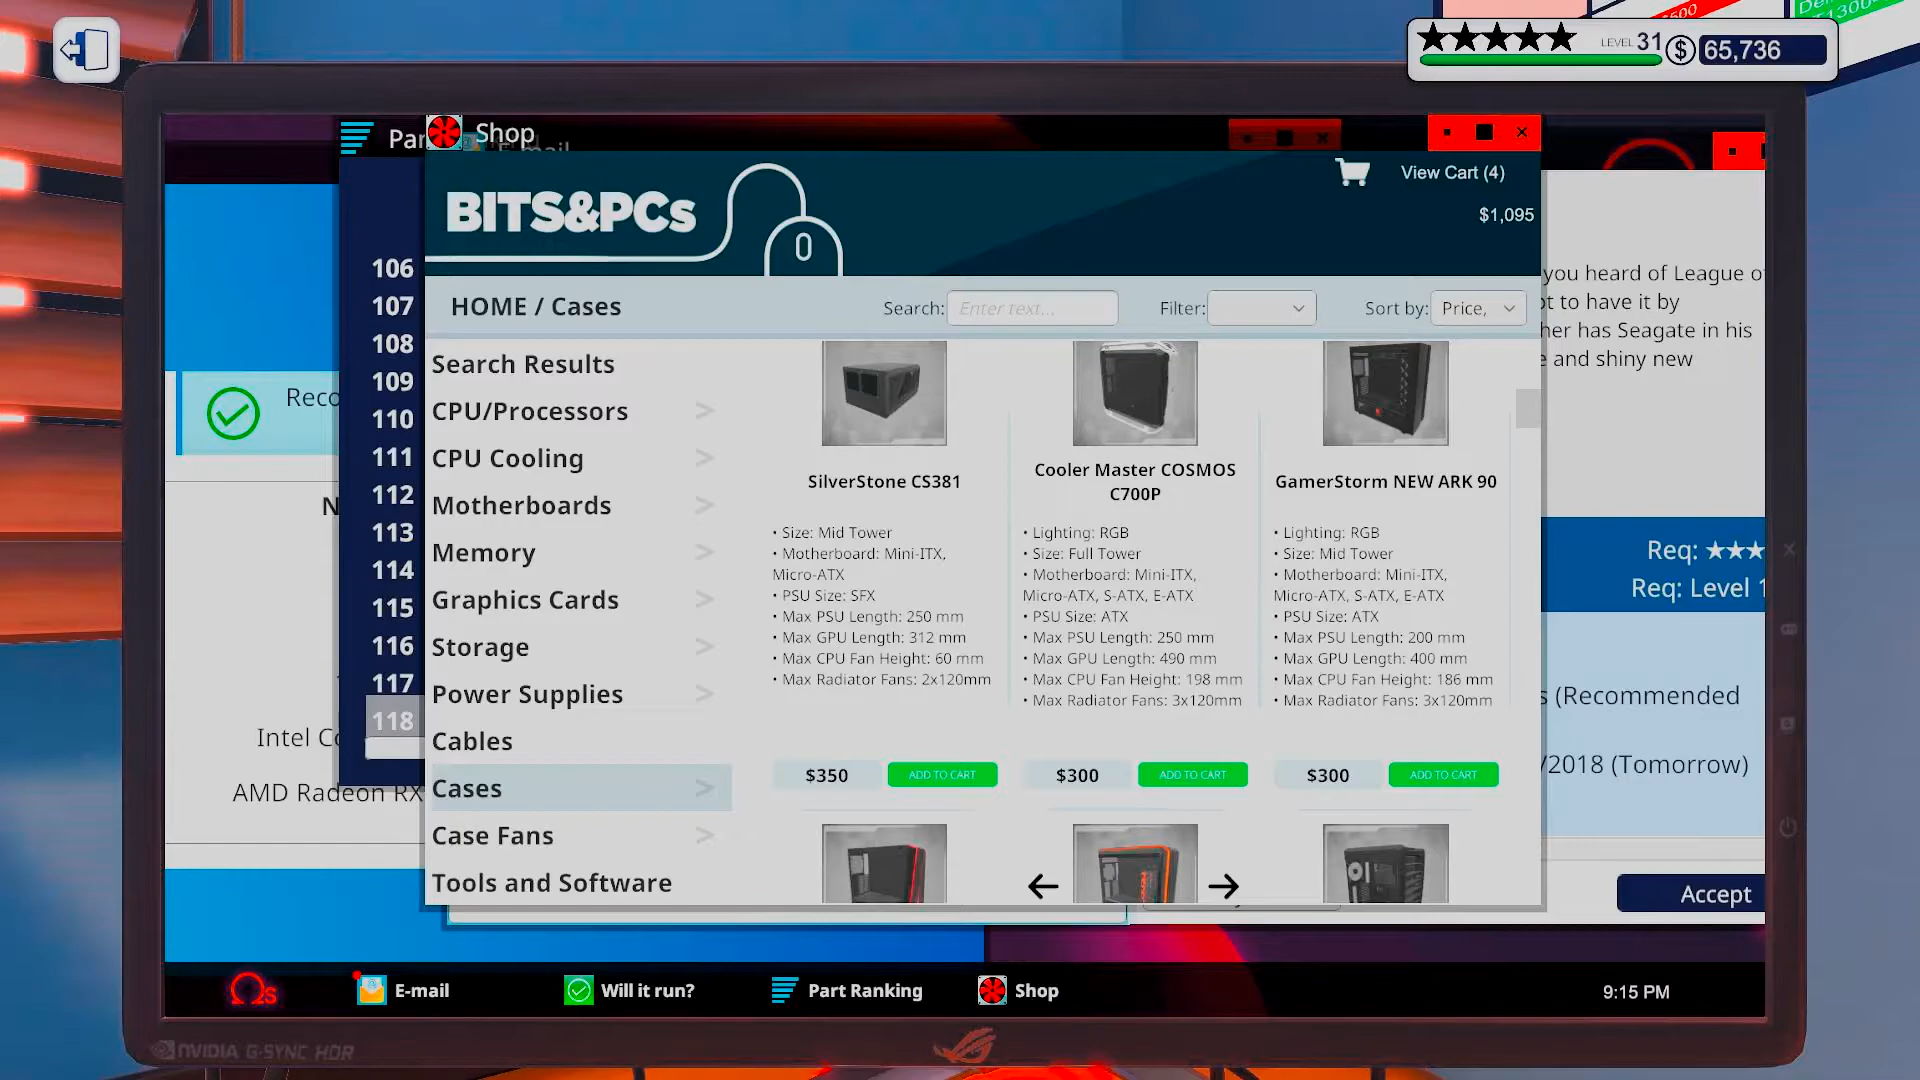 LEVEL 31
$ 65,736
Shop
View Cart (4)
BITS&PCs
$1,095
HOME / Cases
Search:
Enter text...
Filter:
Sort by:
Price,
106
107
108
109
110
111
112
113
114
115
116
117
118
Search Results
CPU/Processors
CPU Cooling
Motherboards
Memory
Graphics Cards
Storage
Power Supplies
Cables
Cases
Case Fans
Tools and Software
SilverStone CS381
• Size: Mid Tower
• Motherboard: Mini-ITX,
Micro-ATX
• PSU Size: SFX
• Max PSU Length: 250 mm
• Max GPU Length: 312 mm
• Max CPU Fan Height: 60 mm
• Max Radiator Fans: 2x120mm
$350
ADD TO CART
Cooler Master COSMOS
C700P
• Lighting: RGB
• Size: Full Tower
• Motherboard: Mini-ITX,
Micro-ATX, S-ATX, E-ATX
• PSU Size: ATX
• Max PSU Length: 250 mm
• Max GPU Length: 490 mm
• Max CPU Fan Height: 198 mm
• Max Radiator Fans: 3x120mm
$300
ADD TO CART
GamerStorm NEW ARK 90
• Lighting: RGB
• Size: Mid Tower
• Motherboard: Mini-ITX,
Micro-ATX, S-ATX, E-ATX
• PSU Size: ATX
• Max PSU Length: 200 mm
• Max GPU Length: 400 mm
• Max CPU Fan Height: 186 mm
• Max Radiator Fans: 3x120mm
$300
ADD TO CART
Intel
AMD Radeon RX
you heard of League
to have it by
has Seagate in his
and shiny new
Req: ★★★
Req: Level 1
(Recommended
/2018 (Tomorrow)
Accept
E-mail
Will it run?
Part Ranking
Shop
9:15 PM
NVIDIA G-SYNC HDR